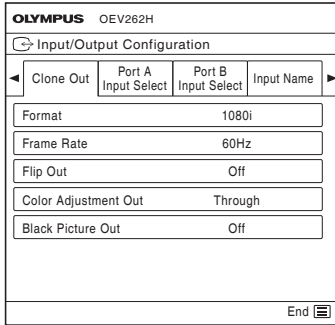 OLYMPUS OEV262H
Input/Output Configuration
Clone Out
Port A
Input Select
Port B
Input Select
Input Name
Format 1080i
Frame Rate 60Hz
Flip Out Off
Color Adjustment Out Through
Black Picture Out Off
End